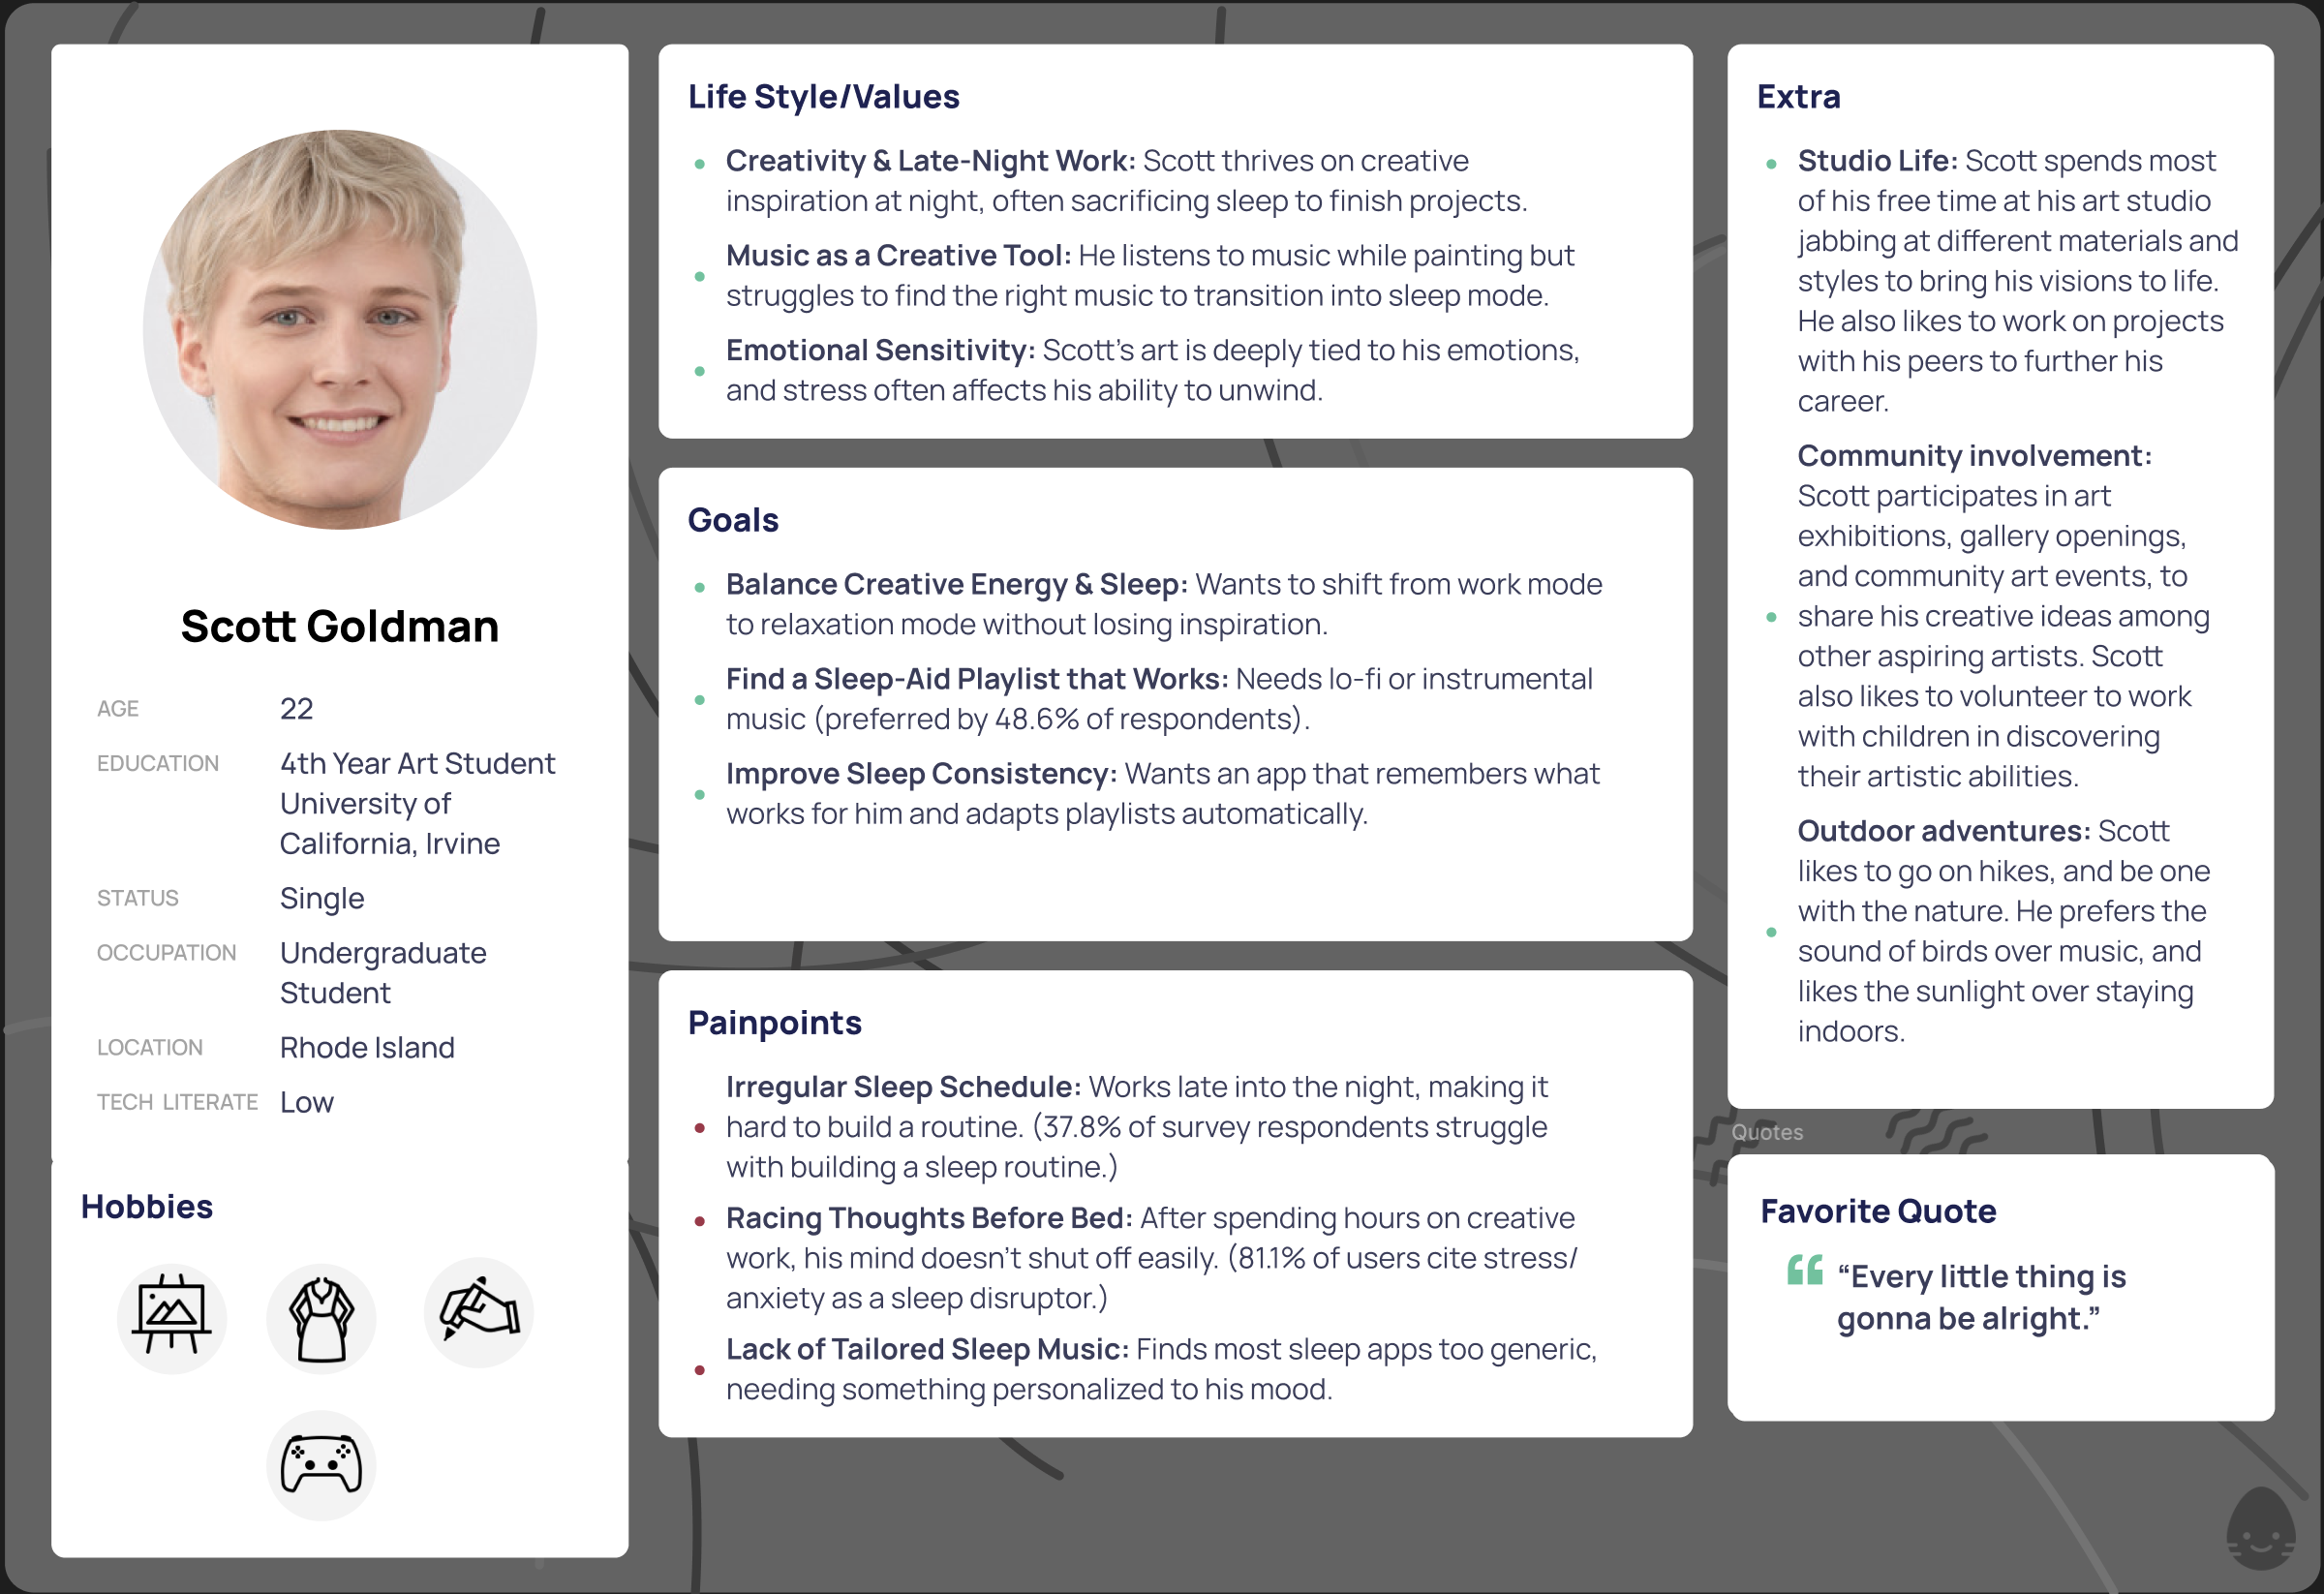 Scott Goldman
AGE 22
EDUCATION 4th Year Art Student
University of
California, Irvine
STATUS Single
OCCUPATION Undergraduate
Student
LOCATION Rhode Island
TECH LITERATE Low
Hobbies
Life Style/Values
Creativity & Late-Night Work: Scott thrives on creative
inspiration at night, often sacrificing sleep to finish projects.
Music as a Creative Tool: He listens to music while painting but
struggles to find the right music to transition into sleep mode.
Emotional Sensitivity: Scott’s art is deeply tied to his emotions,
and stress often affects his ability to unwind.
Goals
Balance Creative Energy & Sleep: Wants to shift from work mode
to relaxation mode without losing inspiration.
Find a Sleep-Aid Playlist that Works: Needs lo-fi or instrumental
music (preferred by 48.6% of respondents).
Improve Sleep Consistency: Wants an app that remembers what
works for him and adapts playlists automatically.
Painpoints
Irregular Sleep Schedule: Works late into the night, making it
hard to build a routine. (37.8% of survey respondents struggle
with building a sleep routine.)
Racing Thoughts Before Bed: After spending hours on creative
work, his mind doesn’t shut off easily. (81.1% of users cite stress/
anxiety as a sleep disruptor.)
Lack of Tailored Sleep Music: Finds most sleep apps too generic,
needing something personalized to his mood.
Extra
Studio Life: Scott spends most
of his free time at his art studio
jabbing at different materials and
styles to bring his visions to life.
He also likes to work on projects
with his peers to further his
career.
Community involvement:
Scott participates in art
exhibitions, gallery openings,
and community art events, to
share his creative ideas among
other aspiring artists. Scott
also likes to volunteer to work
with children in discovering
their artistic abilities.
Outdoor adventures: Scott
likes to go on hikes, and be one
with the nature. He prefers the
sound of birds over music, and
likes the sunlight over staying
indoors.
Quotes
Favorite Quote
“Every little thing is
gonna be alright.”